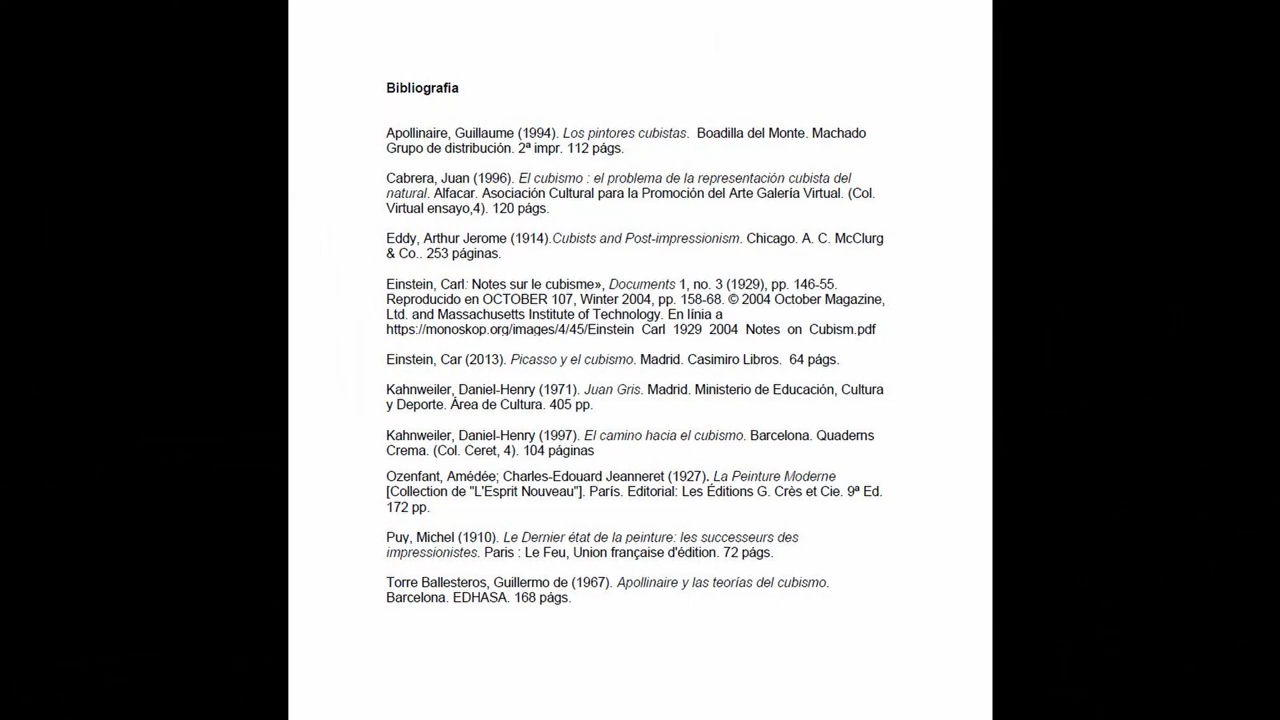 Bibliografia
Apollinaire, Guillaume (1994). Los pintores cubistas. Boadilla del Monte. Machado
Grupo de distribución. 2ª impr. 112 págs.
Cabrera, Juan (1996). El cubismo : el problema de la representación cubista del
natural. Alfacar. Asociación Cultural para la Promoción del Arte Galería Virtual. (Col.
Virtual ensayo,4). 120 págs.
Eddy, Arthur Jerome (1914).Cubists and Post-impressionism. Chicago. A. C. McClurg
& Co.. 253 páginas.
Einstein, Carl: Notes sur le cubisme», Documents 1, no. 3 (1929), pp. 146-55.
Reproducido en OCTOBER 107, Winter 2004, pp. 158-68. © 2004 October Magazine,
Ltd. and Massachusetts Institute of Technology. En línia a
https://monoskop.org/images/4/45/Einstein_Carl_1929_2004_Notes_on_Cubism.pdf
Einstein, Car (2013). Picasso y el cubismo. Madrid. Casimiro Libros. 64 págs.
Kahnweiler, Daniel-Henry (1971). Juan Gris. Madrid. Ministerio de Educación, Cultura
y Deporte. Área de Cultura. 405 pp.
Kahnweiler, Daniel-Henry (1997). El camino hacia el cubismo. Barcelona. Quaderns
Crema. (Col. Ceret, 4). 104 páginas
Ozenfant, Amédée; Charles-Edouard Jeanneret (1927). La Peinture Moderne
[Collection de "L'Esprit Nouveau"]. París. Editorial: Les Éditions G. Crès et Cie. 9ª Ed.
172 pp.
Puy, Michel (1910). Le Dernier état de la peinture: les successeurs des
impressionistes. Paris : Le Feu, Union française d'édition. 72 págs.
Torre Ballesteros, Guillermo de (1967). Apollinaire y las teorías del cubismo.
Barcelona. EDHASA. 168 págs.